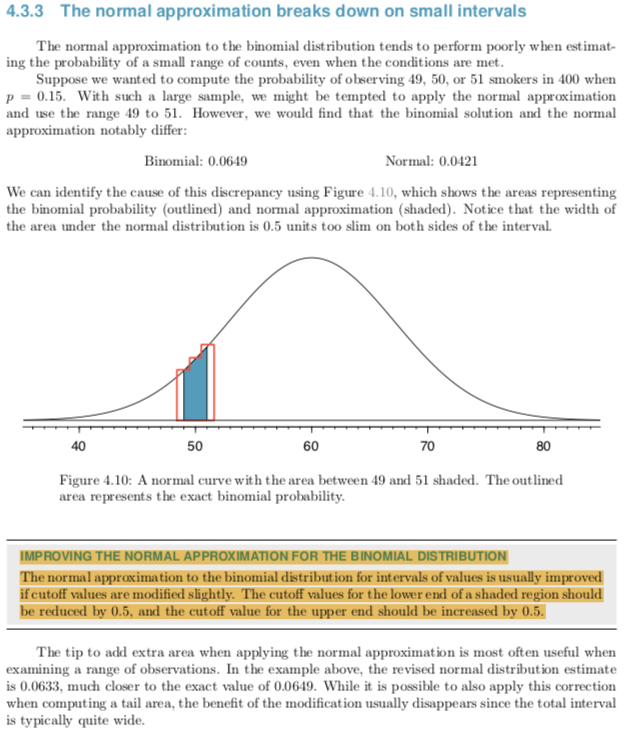 4.3.3 The normal approximation breaks down on small intervals
The normal approximation to the binomial distribution tends to perform poorly when estimat-
ing the probability of a small range of counts, even when the conditions are met.
Suppose we wanted to compute the probability of observing 49, 50, or 51 smokers in 400 when
p = 0.15. With such a large sample, we might be tempted to apply the normal approximation
and use the range 49 to 51. However, we would find that the binomial solution and the normal
approximation notably differ:
Binomial: 0.0649 Normal: 0.0421
We can identify the cause of this discrepancy using Figure 4.10, which shows the areas representing
the binomial probability (outlined) and normal approximation (shaded). Notice that the width of
the area under the normal distribution is 0.5 units too slim on both sides of the interval.
40 50 60 70 80
Figure 4.10: A normal curve with the area between 49 and 51 shaded. The outlined
area represents the exact binomial probability.
IMPROVING THE NORMAL APPROXIMATION FOR THE BINOMIAL DISTRIBUTION
The normal approximation to the binomial distribution for intervals of values is usually improved
if cutoff values are modified slightly. The cutoff values for the lower end of a shaded region should
be reduced by 0.5, and the cutoff value for the upper end should be increased by 0.5.
The tip to add extra area when applying the normal approximation is most often useful when
examining a range of observations. In the example above, the revised normal distribution estimate
is 0.0633, much closer to the exact value of 0.0649. While it is possible to also apply this correction
when computing a tail area, the benefit of the modification usually disappears since the total interval
is typically quite wide.